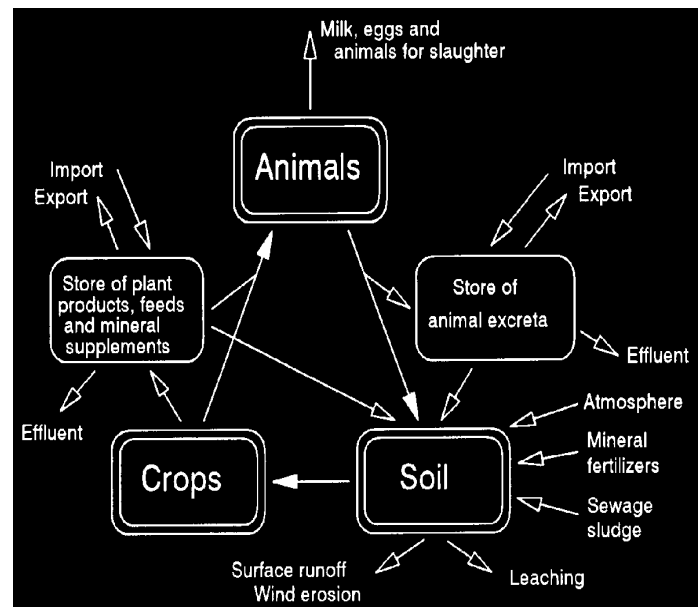 Milk, eggs and
animals for slaughter
Animals
Import
Export
Import
Export
Store of plant
products, feeds
and mineral
supplements
Store of
animal excreta
Effluent
Effluent
Atmosphere
Mineral
fertilizers
Sewage
sludge
Crops
Soil
Surface runoff
Wind erosion
Leaching